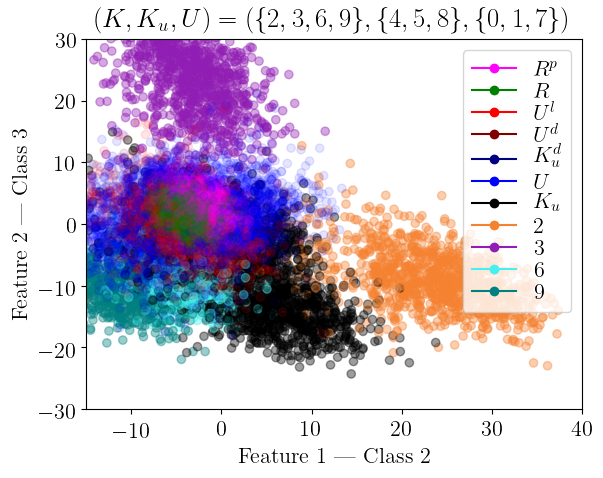 (K, K_u, U) = ({2, 3, 6, 9}, {4, 5, 8}, {0, 1, 7})
30
20
10
0
−10
−20
−30
Feature 2 — Class 3
R^p
R
U^l
U^d
K_u^d
U
K_u
2
3
6
9
−10 0 10 20 30 40
Feature 1 — Class 2